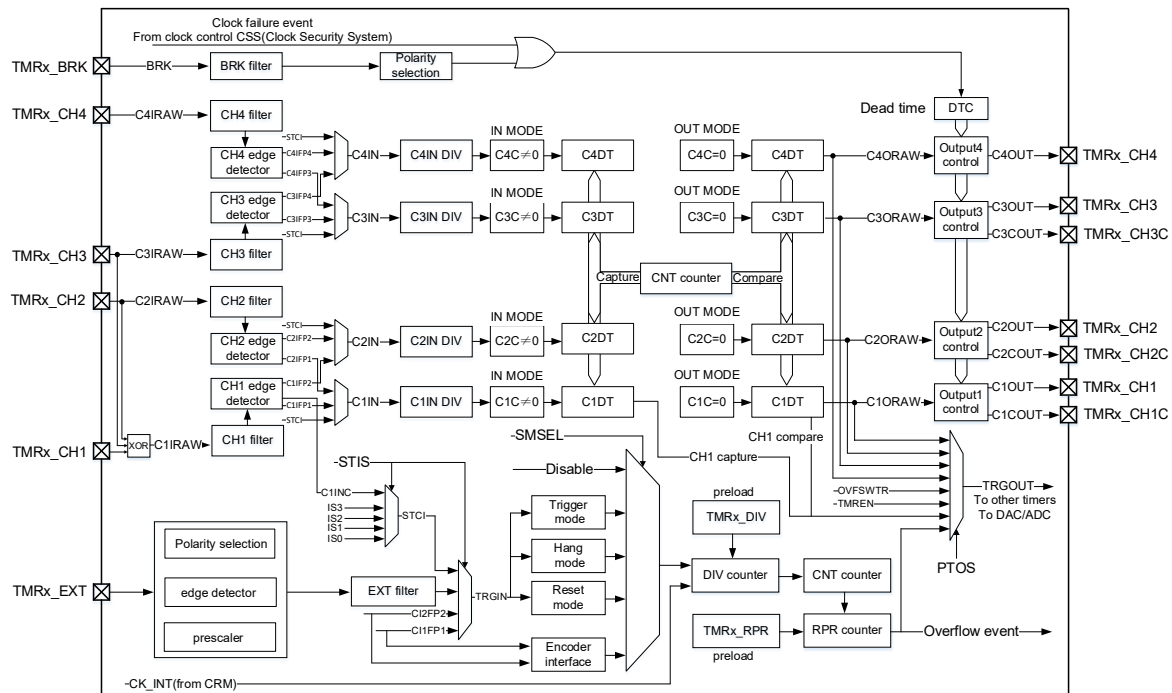 Clock failure event
From clock control CSS(Clock Security System)
TMRx_BRK
BRK
BRK filter
Polarity
selection
TMRx_CH4
C4IRAW
CH4 filter
Dead time
DTC
STCI
CH4 edge
detector
C4IFP4
C4IFP3
C4IN
C4IN DIV
IN MODE
C4C≠0
C4DT
OUT MODE
C4C=0
C4DT
C4ORAW
Output4
control
C4OUT
TMRx_CH4
CH3 edge
detector
C3IFP4
C3IFP3
STCI
C3IN
C3IN DIV
IN MODE
C3C≠0
C3DT
OUT MODE
C3C=0
C3DT
C3ORAW
Output3
control
C3OUT
TMRx_CH3
C3COUT
TMRx_CH3C
TMRx_CH3
C3IRAW
CH3 filter
Capture
CNT counter
Compare
TMRx_CH2
C2IRAW
CH2 filter
STCI
CH2 edge
detector
C2IFP2
C2IFP1
C2IN
C2IN DIV
IN MODE
C2C≠0
C2DT
OUT MODE
C2C=0
C2DT
C2ORAW
Output2
control
C2OUT
TMRx_CH2
C2COUT
TMRx_CH2C
CH1 edge
detector
C1IFP2
C1IFP1
STCI
C1IN
C1IN DIV
IN MODE
C1C≠0
C1DT
OUT MODE
C1C=0
C1DT
C1ORAW
Output1
control
C1OUT
TMRx_CH1
C1COUT
TMRx_CH1C
TMRx_CH1
XOR
C1IRAW
CH1 filter
SMSEL
CH1 compare
CH1 capture
STIS
Disable
C1INC
IS3
IS2
IS1
IS0
STCI
OVFSWTR
TMREN
TRGOUT
To other timers
To DAC/ADC
PTOS
Trigger
mode
Hang
mode
Reset
mode
Encoder
interface
preload
TMRx_DIV
DIV counter
CNT counter
TMRx_RPR
preload
RPR counter
Overflow event
TMRx_EXT
Polarity selection
edge detector
prescaler
EXT filter
CI2FP2
CI1FP1
TRGIN
CK_INT(from CRM)